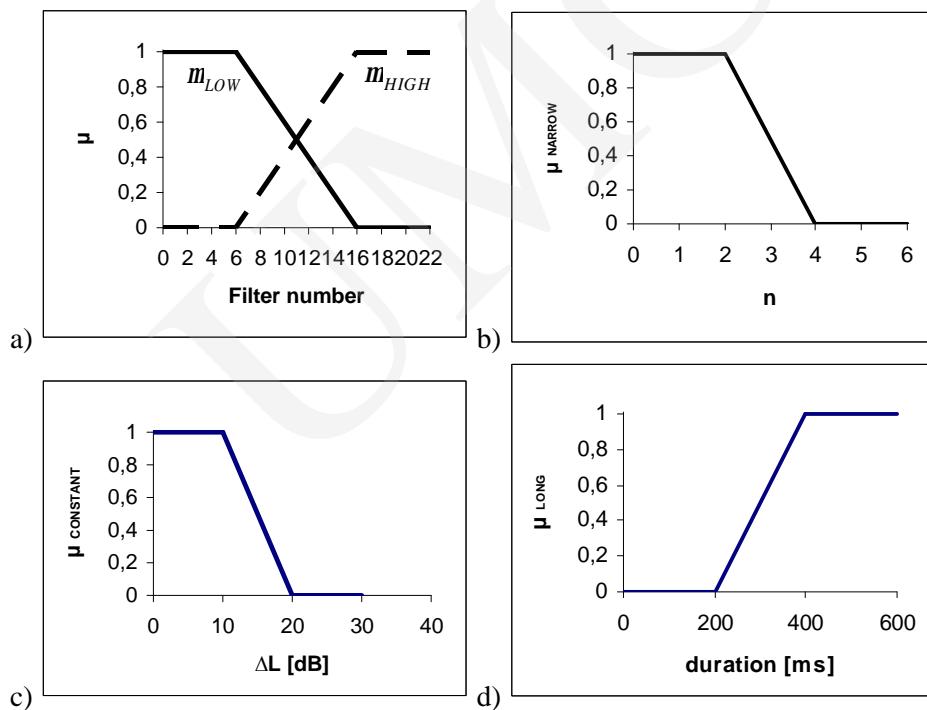 1
0,8
0,6
0,4
0,2
0
µ
m LOW
m HIGH
0 2 4 6 8 10 12 14 16 18 20 22
Filter number
a)
1
0,8
0,6
0,4
0,2
0
µ NARROW
0 1 2 3 4 5 6
n
b)
1
0,8
0,6
0,4
0,2
0
µ CONSTANT
0 10 20 30 40
ΔL [dB]
c)
1
0,8
0,6
0,4
0,2
0
µ LONG
0 200 400 600
duration [ms]
d)
UMC